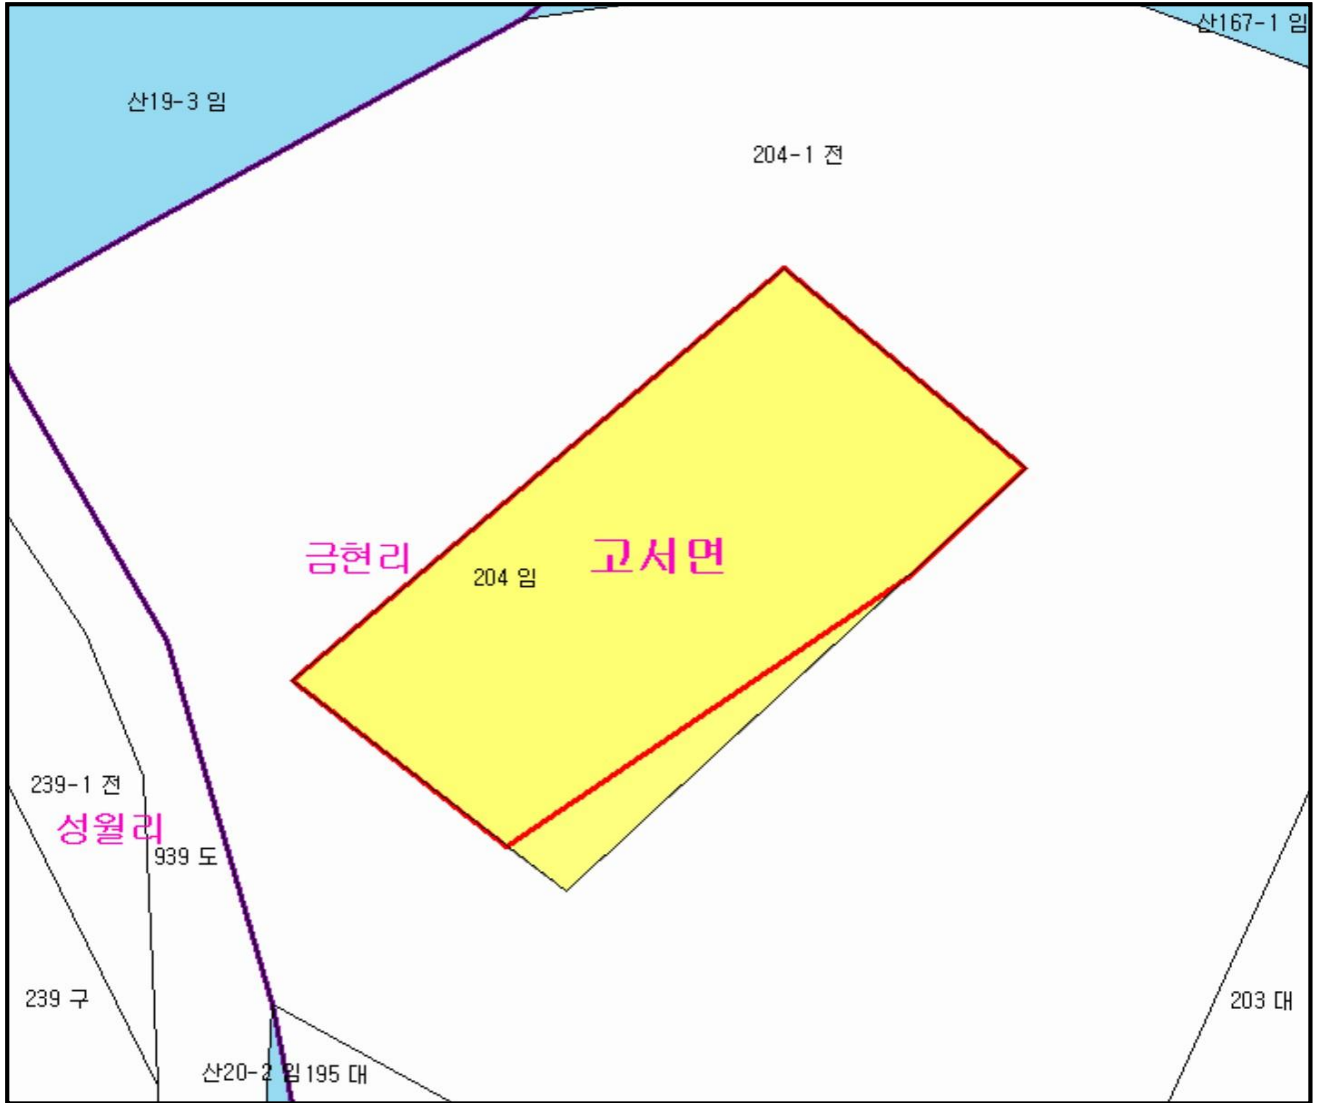 산167-1 임
산19-3 임
204-1 전
금현리
고서면
204 임
239-1 전
성월리
939 도
239 구
203 대
산20-2 임
195 대